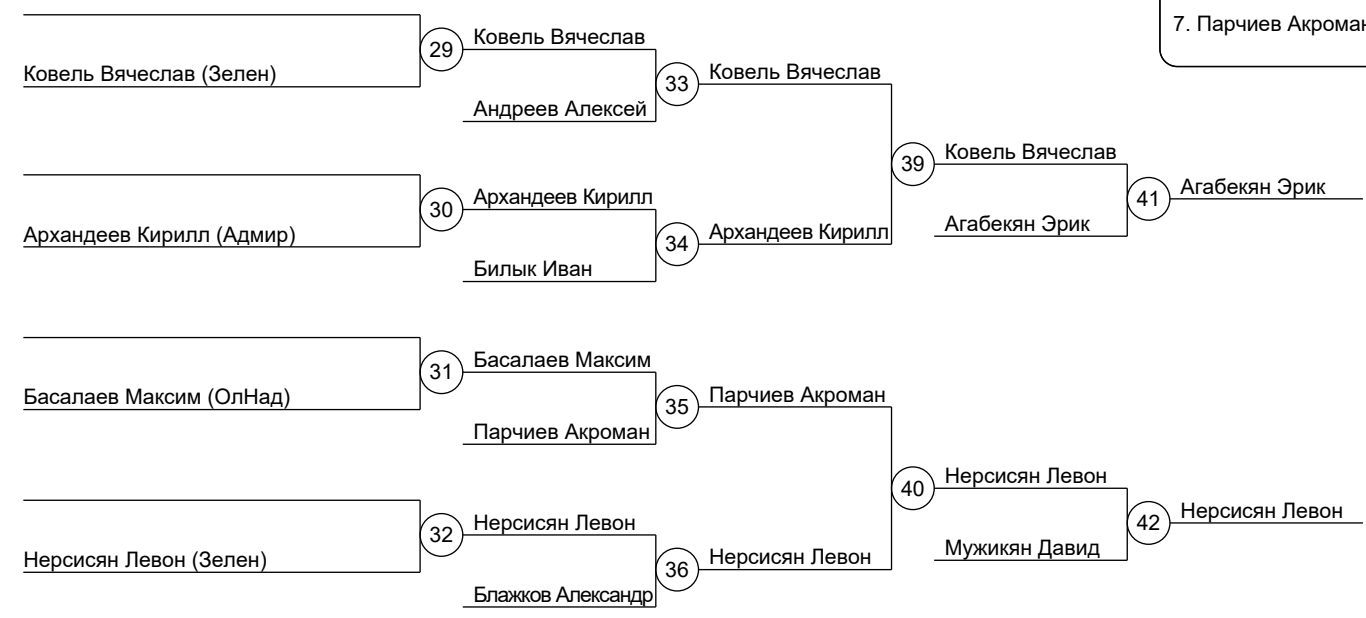 7. Парчиев Акроман
29
Ковель Вячеслав
Ковель Вячеслав (Зелен)
33
Ковель Вячеслав
Андреев Алексей
39
Ковель Вячеслав
30
Архандеев Кирилл
41
Агабекян Эрик
Архандеев Кирилл (Адмир)
34
Архандеев Кирилл
Агабекян Эрик
Билык Иван
31
Басалаев Максим
Басалаев Максим (ОлНад)
35
Парчиев Акроман
Парчиев Акроман
40
Нерсисян Левон
32
Нерсисян Левон
42
Нерсисян Левон
Нерсисян Левон (Зелен)
36
Нерсисян Левон
Мужикян Давид
Блажков Александр